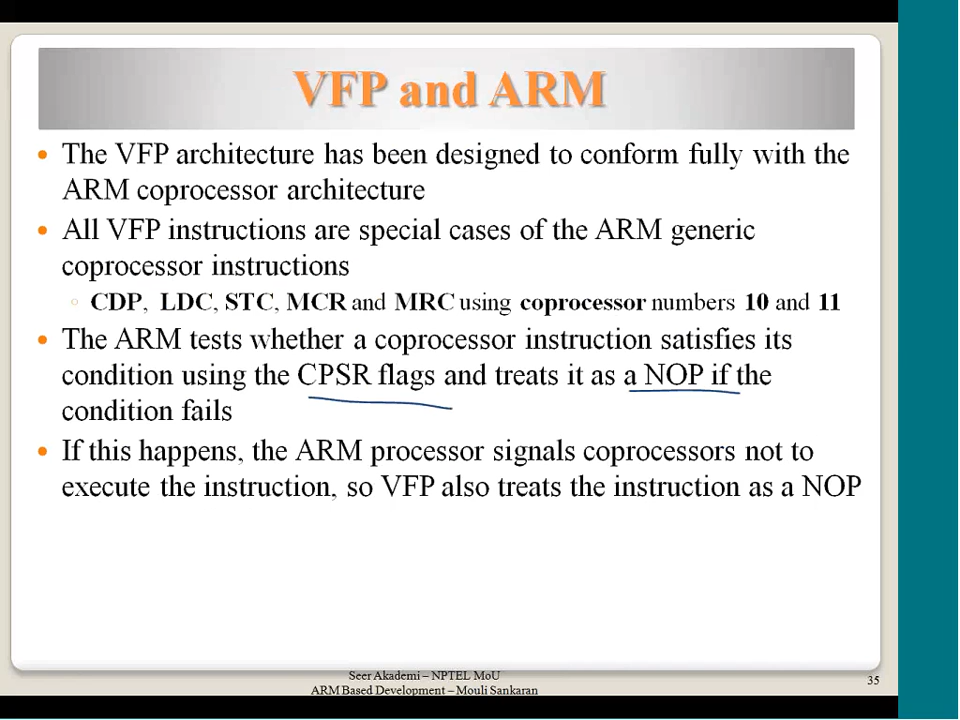 VFP and ARM
• The VFP architecture has been designed to conform fully with the
ARM coprocessor architecture
• All VFP instructions are special cases of the ARM generic
coprocessor instructions
◦ CDP, LDC, STC, MCR and MRC using coprocessor numbers 10 and 11
• The ARM tests whether a coprocessor instruction satisfies its
condition using the CPSR flags and treats it as a NOP if the
condition fails
• If this happens, the ARM processor signals coprocessors not to
execute the instruction, so VFP also treats the instruction as a NOP
Seer Akademi – NPTEL MoU
ARM Based Development – Mouli Sankaran
35